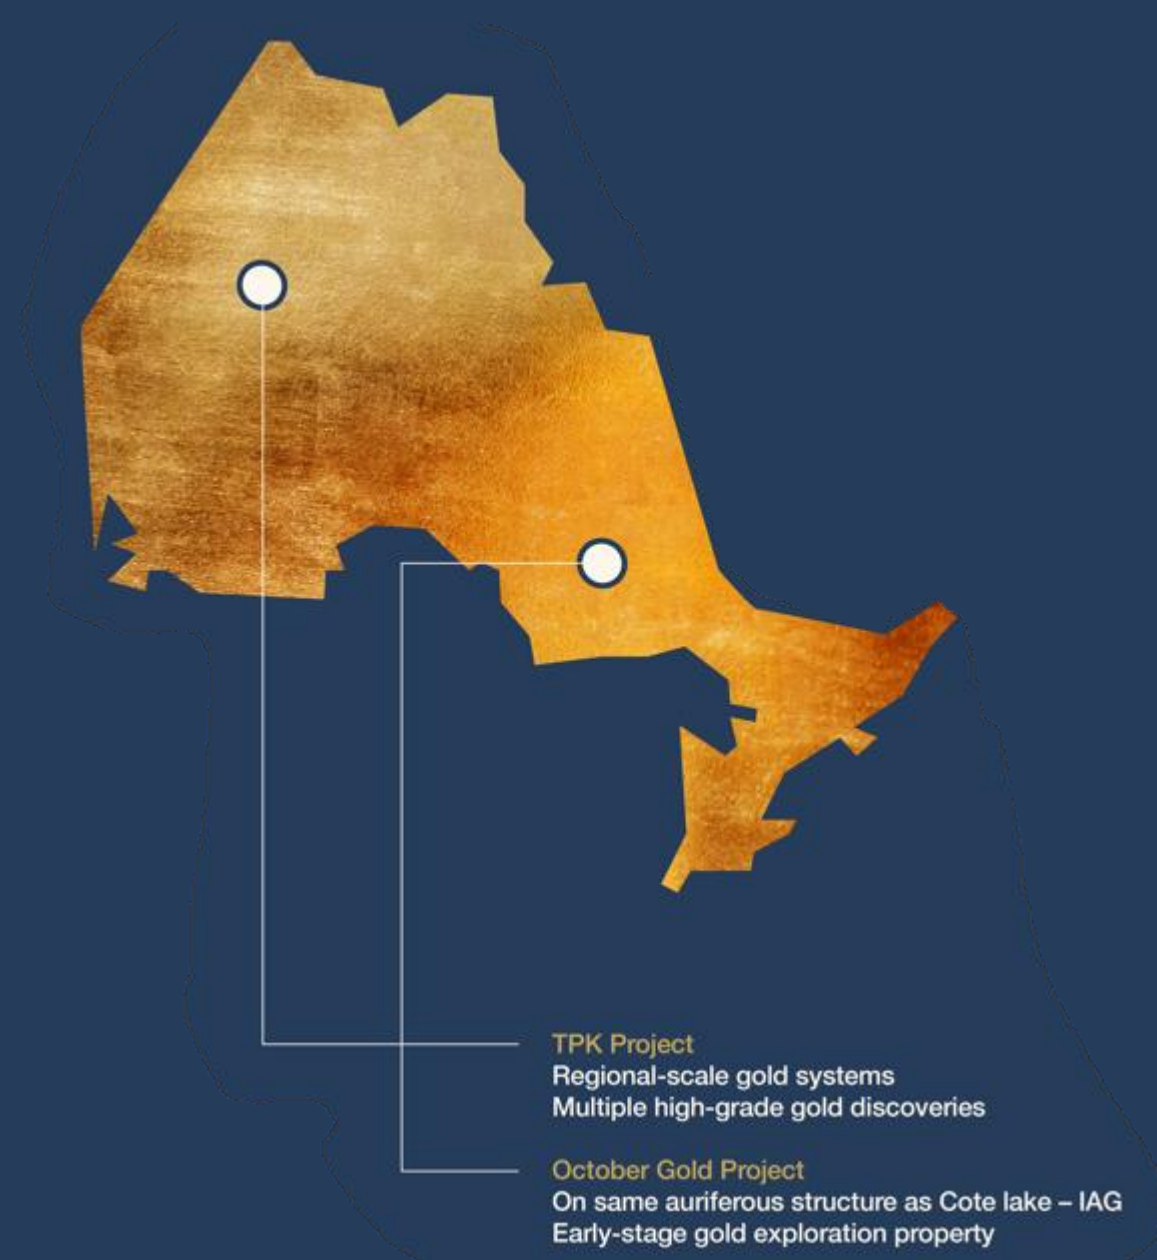 TPK Project
Regional-scale gold systems
Multiple high-grade gold discoveries
October Gold Project
On same auriferous structure as Cote lake – IAG
Early-stage gold exploration property